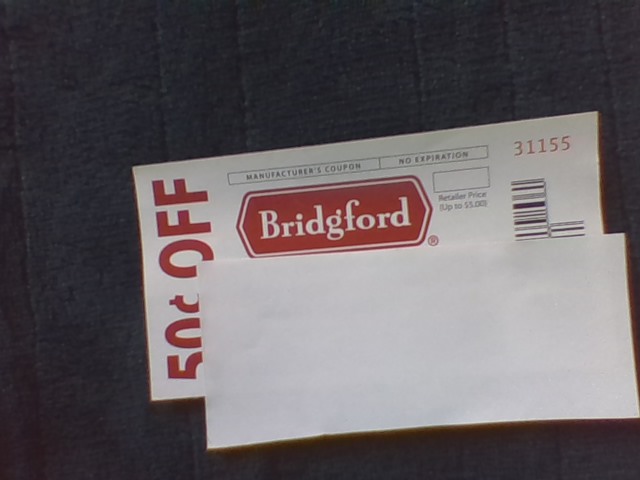 MANUFACTURER'S COUPON NO EXPIRATION
31155
50¢ OFF
Bridgford®
Retailer Price
(Up to $5.00)